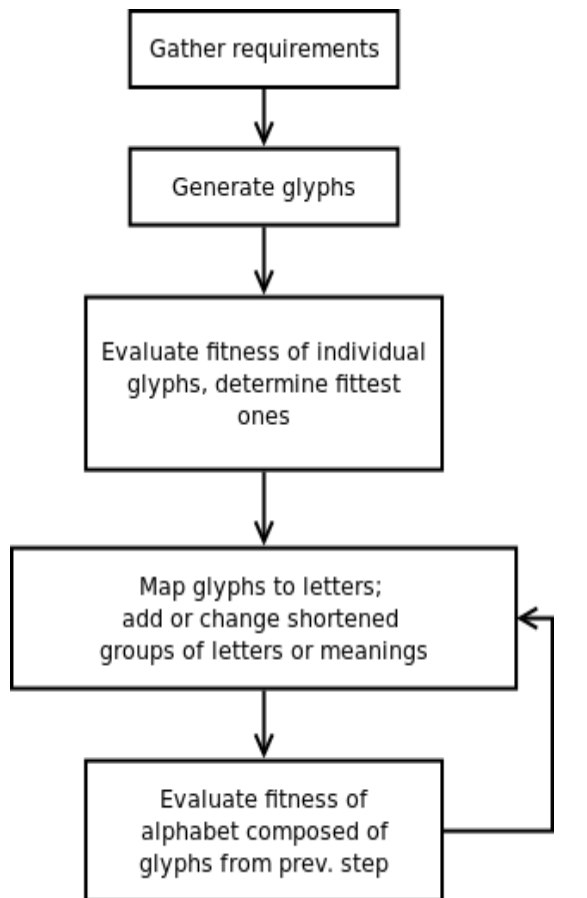 Gather requirements
Generate glyphs
Evaluate fitness of individual
glyphs, determine fittest
ones
Map glyphs to letters;
add or change shortened
groups of letters or meanings
Evaluate fitness of
alphabet composed of
glyphs from prev. step